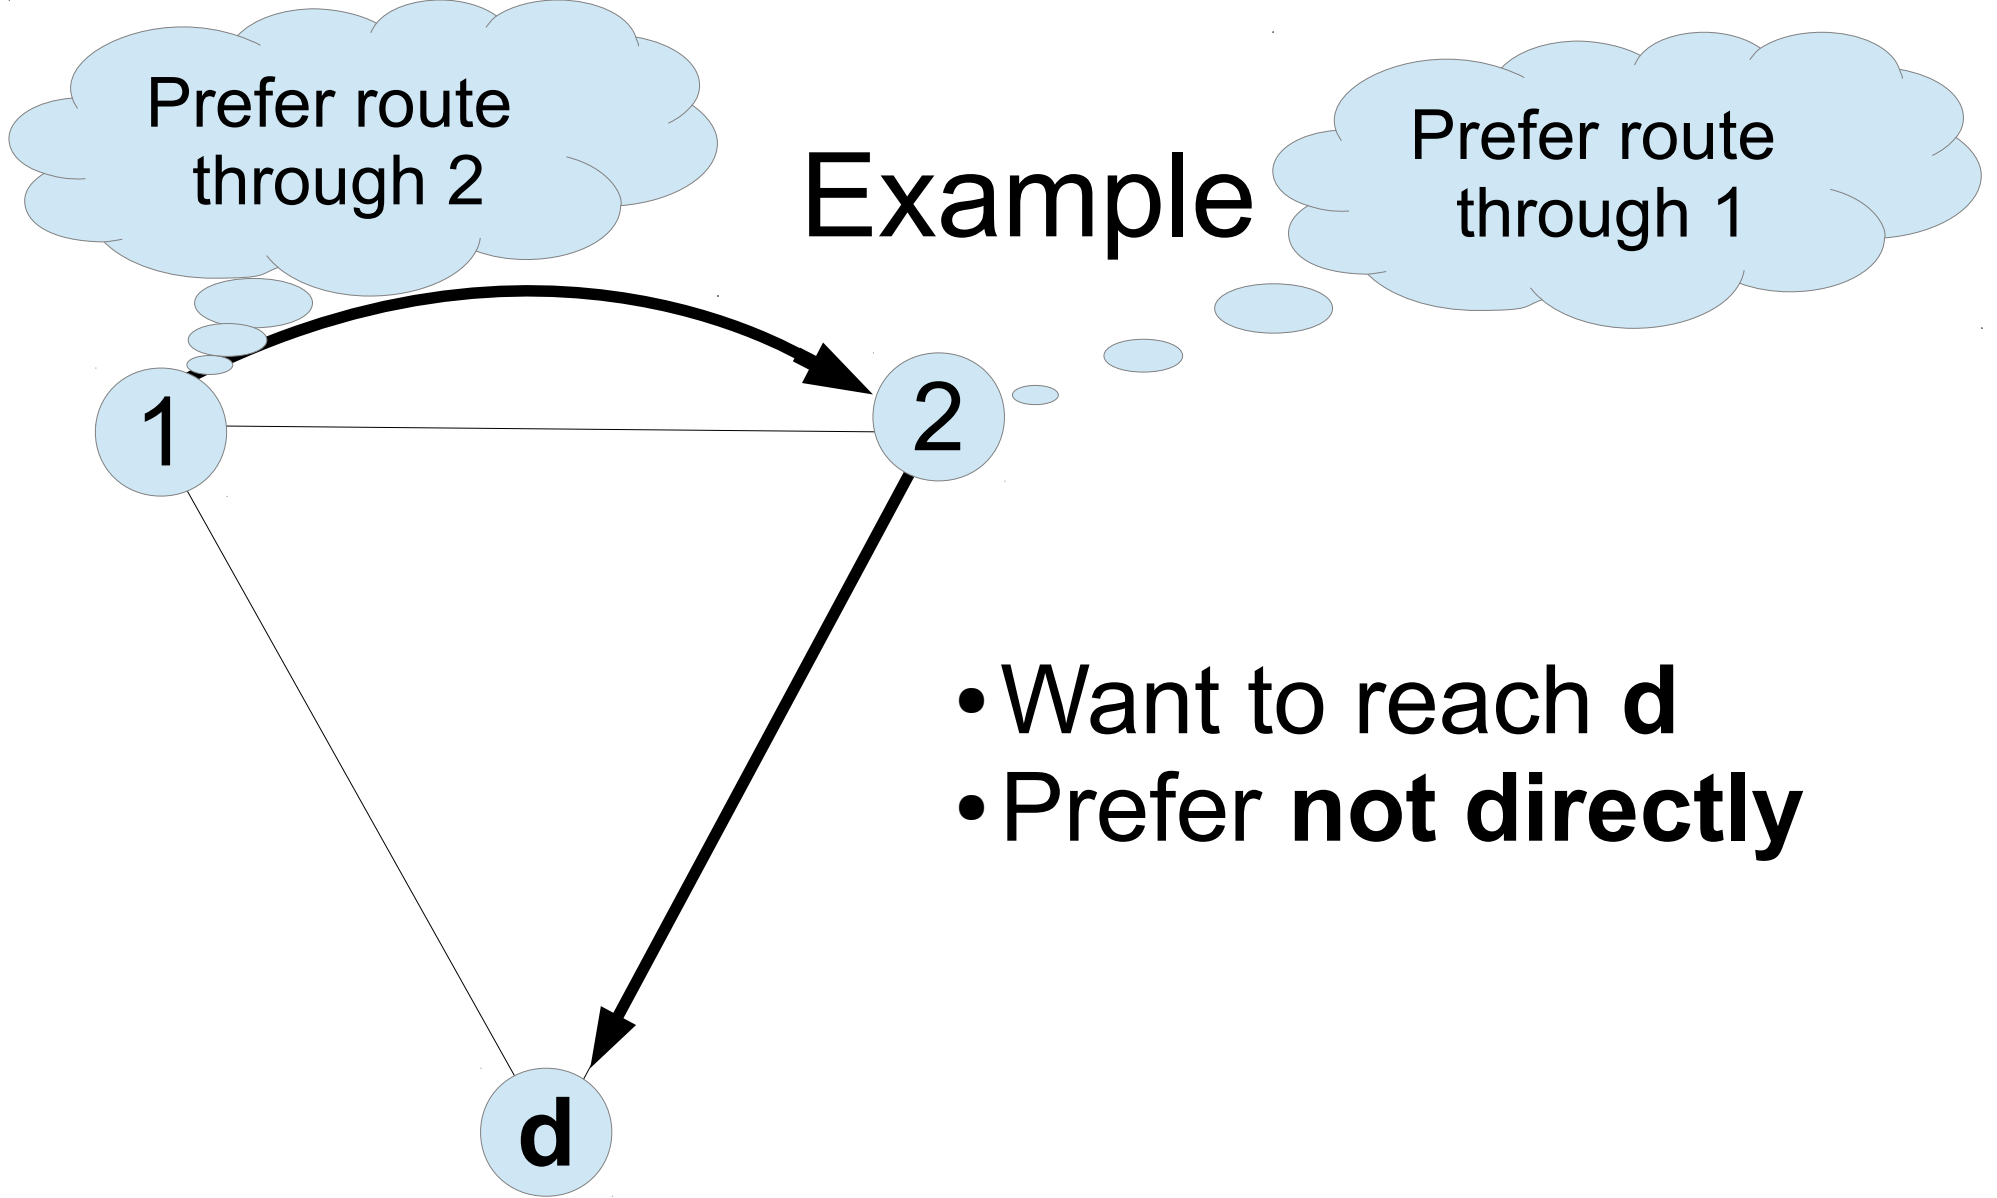 Prefer route
through 2
Example
Prefer route
through 1
1
2
•Want to reach d
•Prefer not directly
d